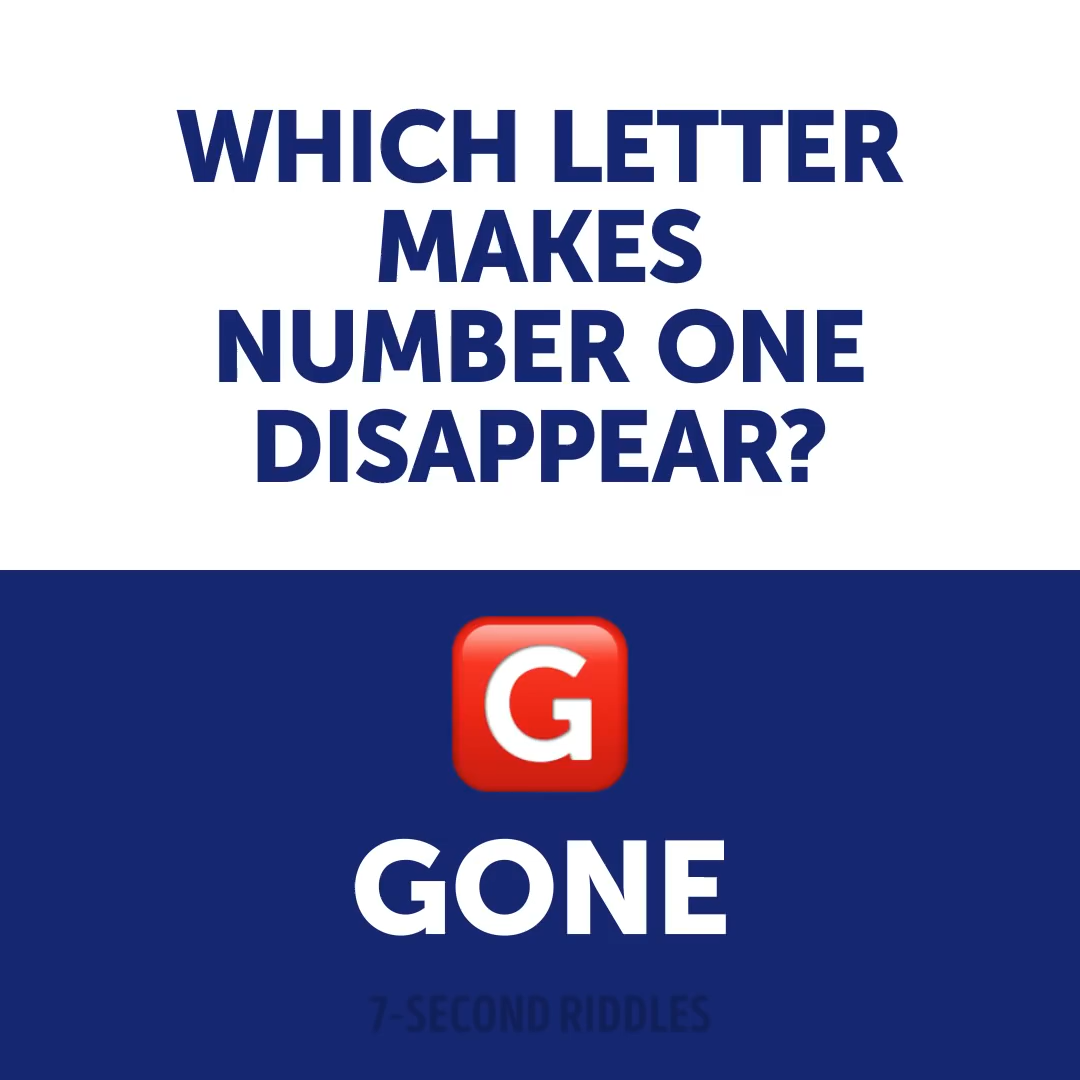 WHICH LETTER
MAKES
NUMBER ONE
DISAPPEAR?
G
GONE
7-SECOND RIDDLES